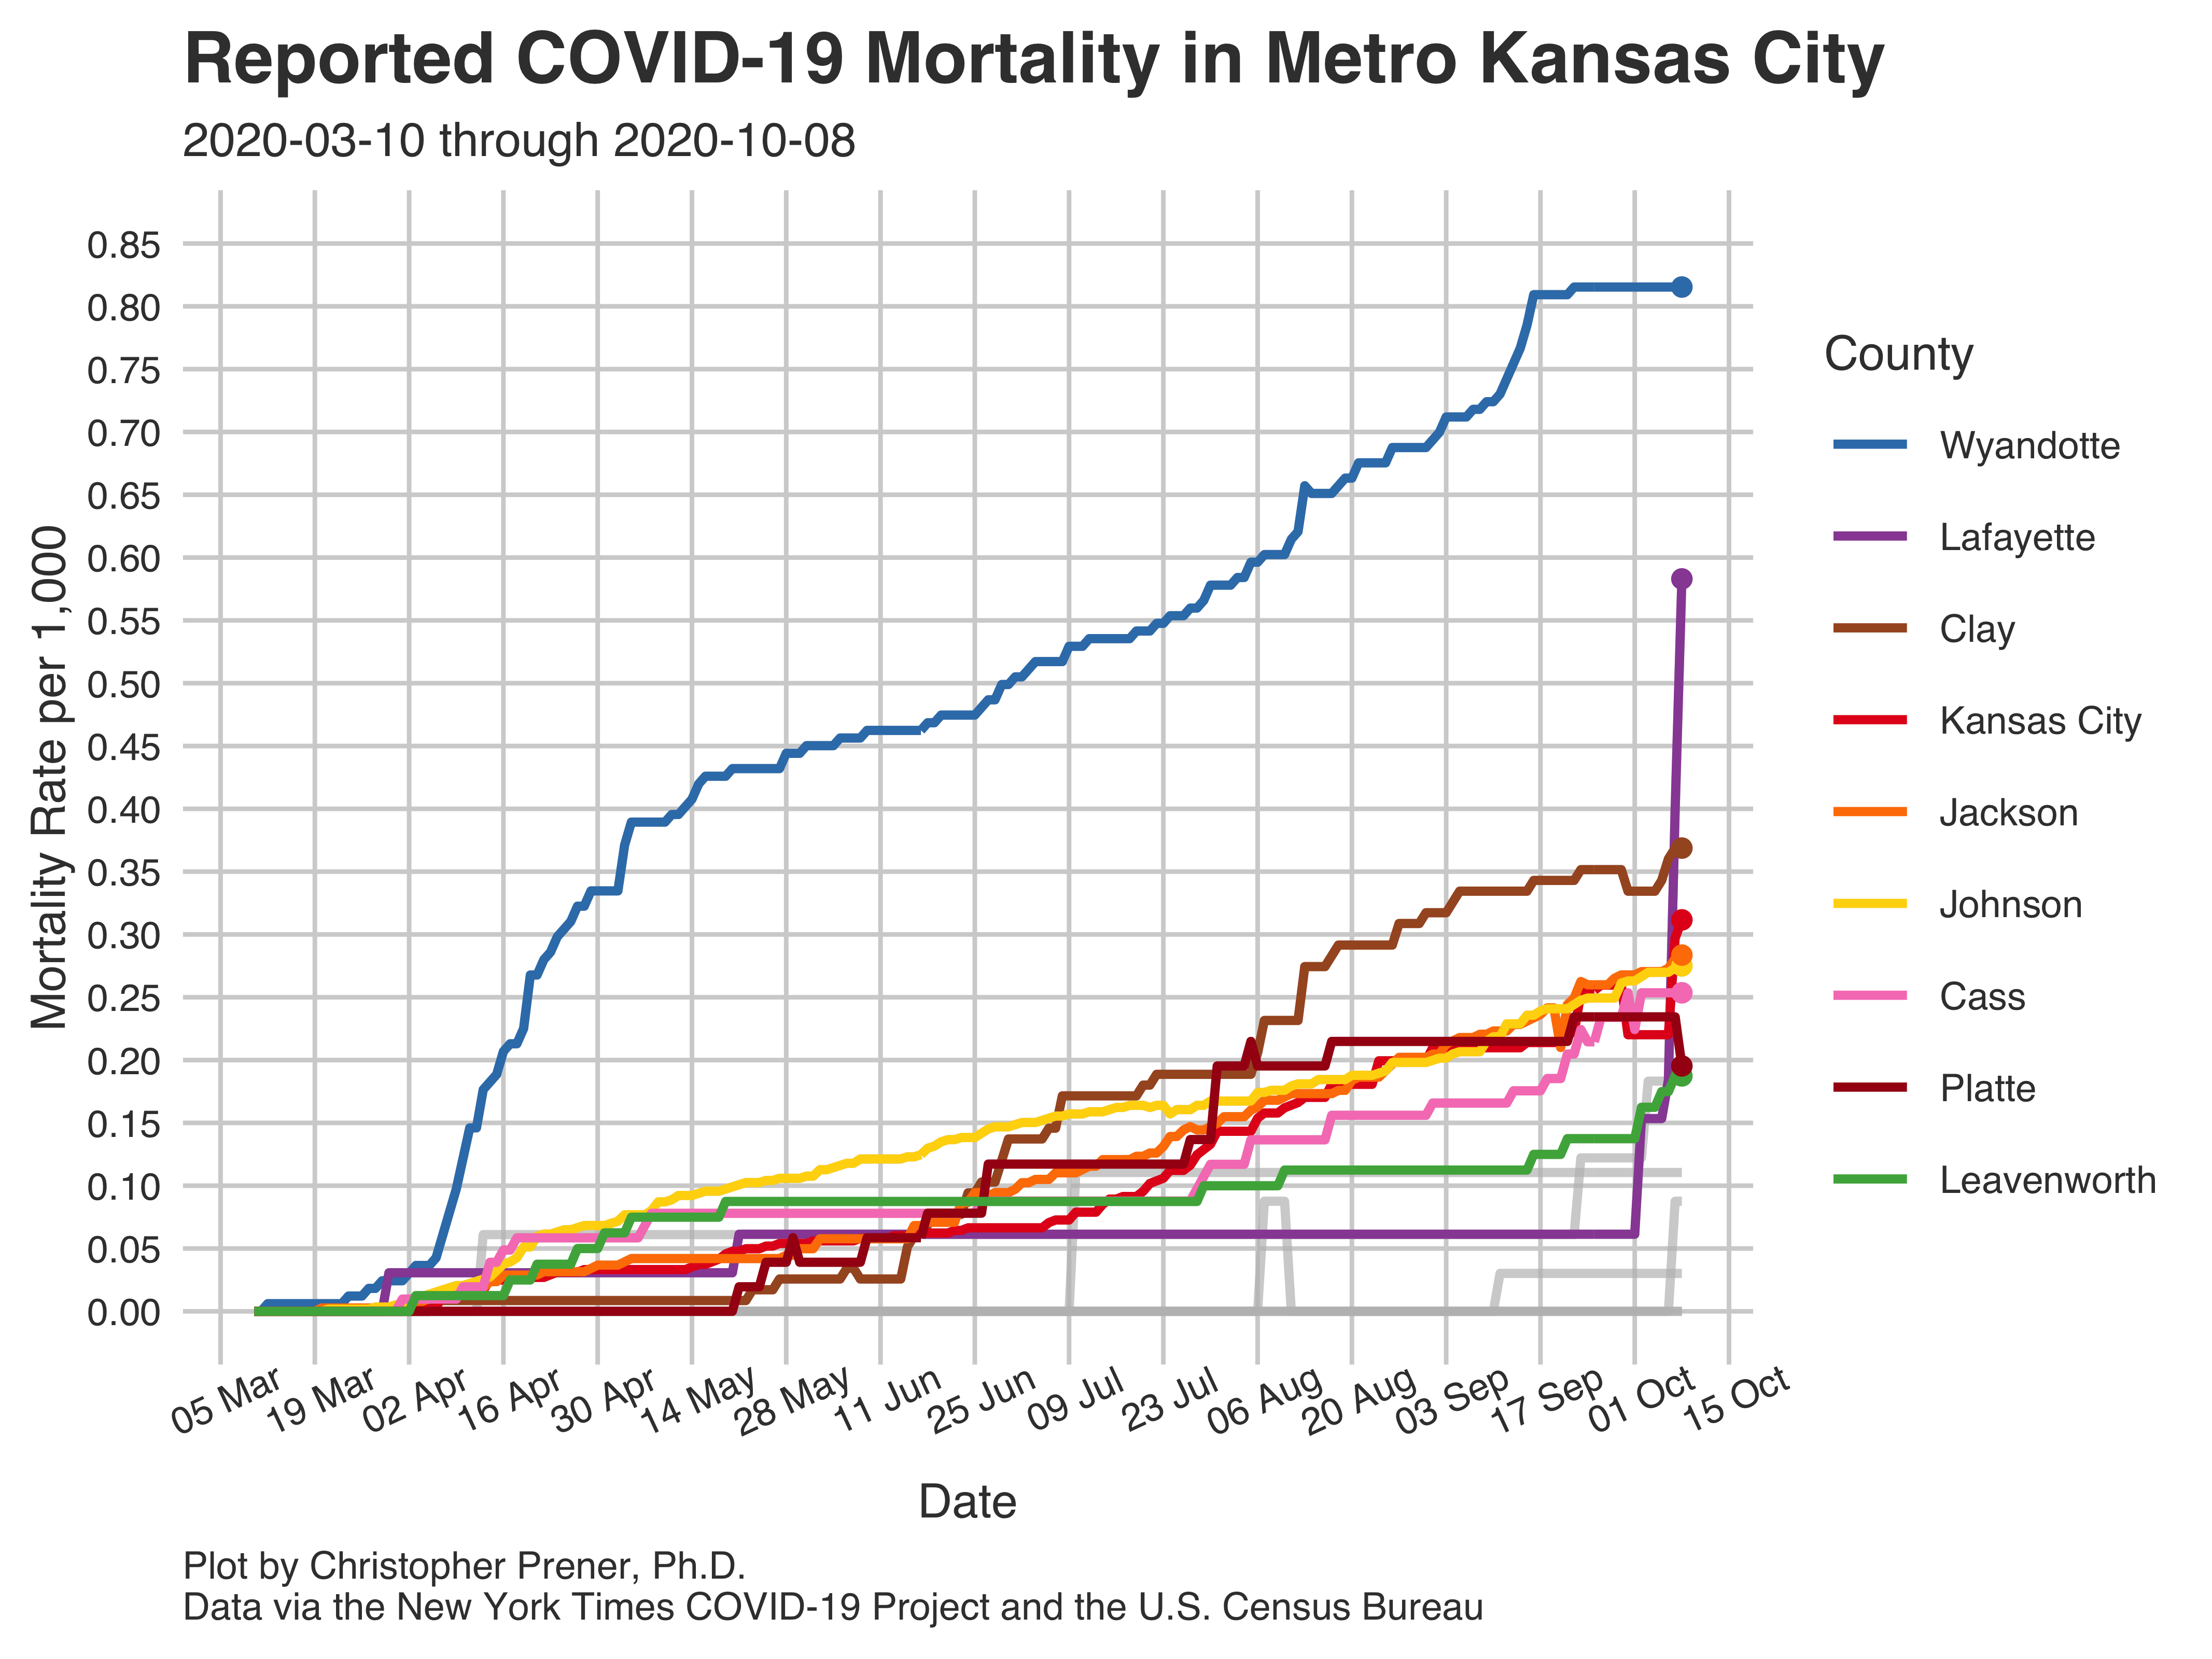 Reported COVID-19 Mortality in Metro Kansas City
2020-03-10 through 2020-10-08
Mortality Rate per 1,000
0.85
0.80
0.75
0.70
0.65
0.60
0.55
0.50
0.45
0.40
0.35
0.30
0.25
0.20
0.15
0.10
0.05
0.00
05 Mar
19 Mar
02 Apr
16 Apr
30 Apr
14 May
28 May
11 Jun
25 Jun
09 Jul
23 Jul
06 Aug
20 Aug
03 Sep
17 Sep
01 Oct
15 Oct
Date
County
Wyandotte
Lafayette
Clay
Kansas City
Jackson
Johnson
Cass
Platte
Leavenworth
Plot by Christopher Prener, Ph.D.
Data via the New York Times COVID-19 Project and the U.S. Census Bureau